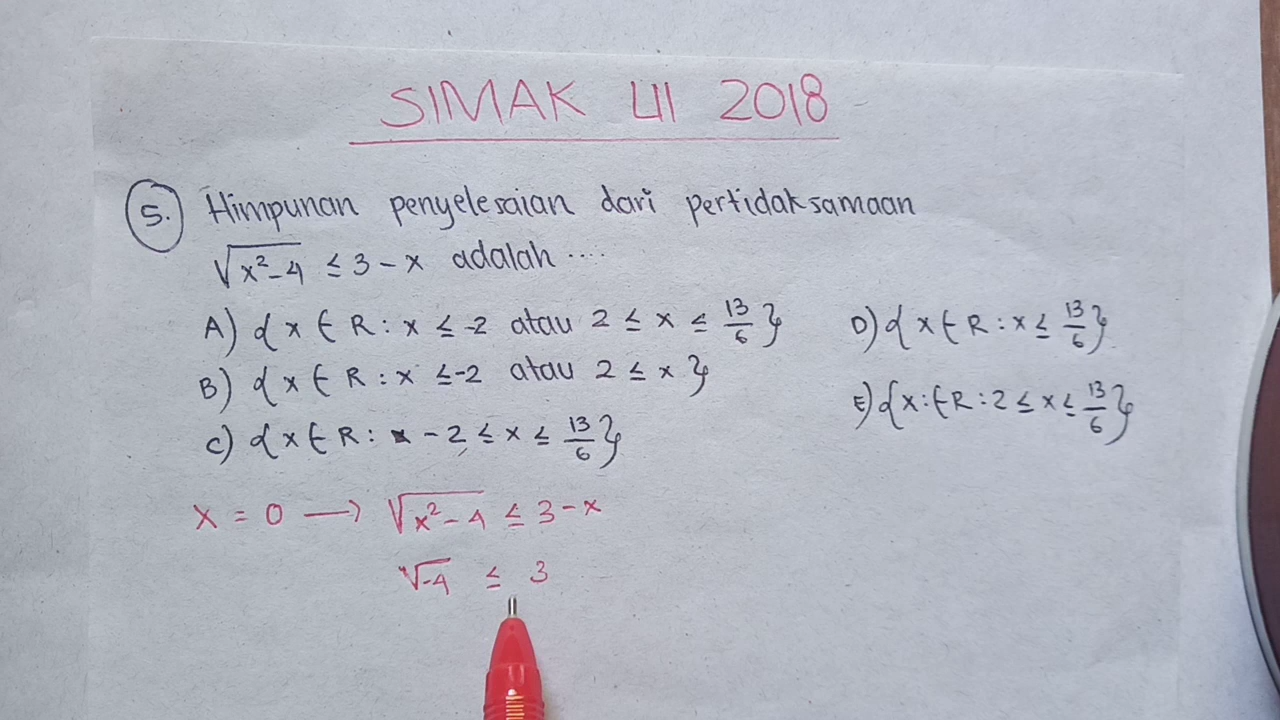 SIMAK UI 2018
5. Himpunan penyelesaian dari pertidaksamaan
√x²-4 ≤ 3 - x adalah ....
A) {x ∈ R : x ≤ -2 atau 2 ≤ x ≤ 13/6}
B) {x ∈ R : x ≤ -2 atau 2 ≤ x}
C) {x ∈ R : -2 ≤ x ≤ 13/6}
D) {x ∈ R : x ≤ 13/6}
E) {x : ∈ R : 2 ≤ x ≤ 13/6}
x = 0 → √x²-4 ≤ 3 - x
√-4 ≤ 3